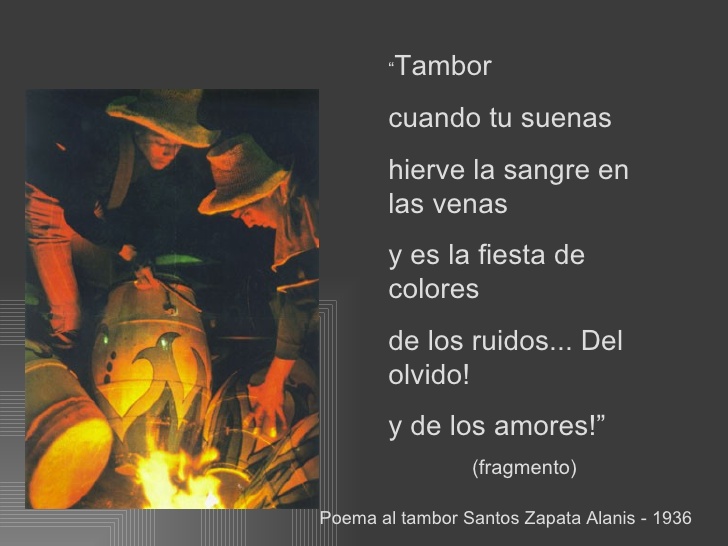 “Tambor
cuando tu suenas
hierve la sangre en
las venas
y es la fiesta de
colores
de los ruidos... Del
olvido!
y de los amores!”
(fragmento)
Poema al tambor Santos Zapata Alanis - 1936